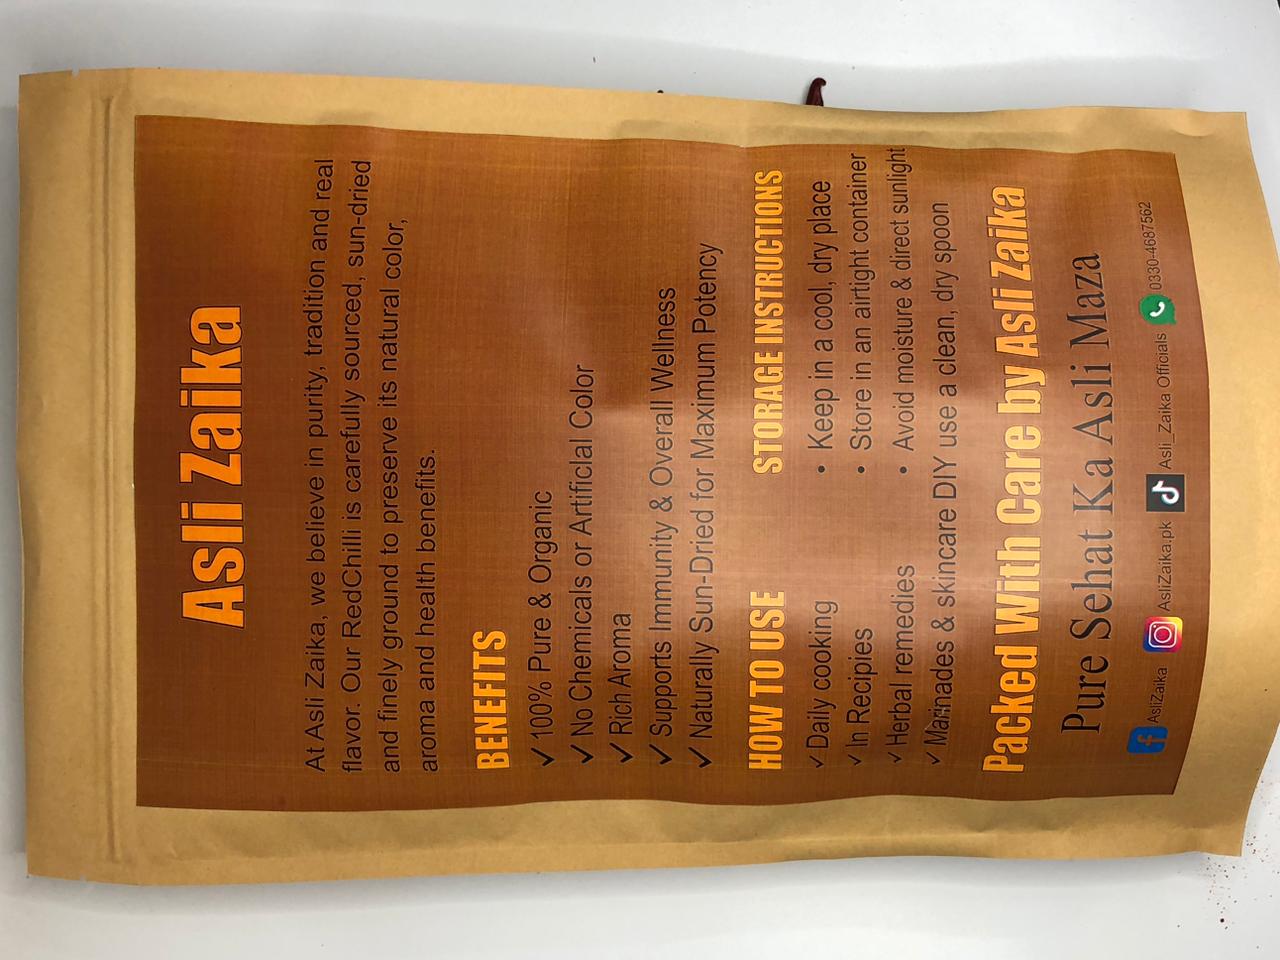 Asli Zaika
At Asli Zaika, we believe in purity, tradition and real
flavor. Our RedChilli is carefully sourced, sun-dried
and finely ground to preserve its natural color,
aroma and health benefits.
BENEFITS
✓ 100% Pure & Organic
✓ No Chemicals or Artificlal Color
✓ Rich Aroma
✓ Supports Immunity & Overall Wellness
✓ Naturally Sun-Dried for Maximum Potency
HOW TO USE
✓ Daily cooking
✓ In Recipies
✓ Herbal remedies
✓ Marinades & skincare DIY
STORAGE INSTRUCTIONS
• Keep in a cool, dry place
• Store in an airtight container
• Avoid moisture & direct sunlight
use a clean, dry spoon
Packed With Care by Asli Zaika
Pure Sehat Ka Asli Maza
AsliZaika AsliZaika.pk Asli_Zaika Officials 0330-4687562